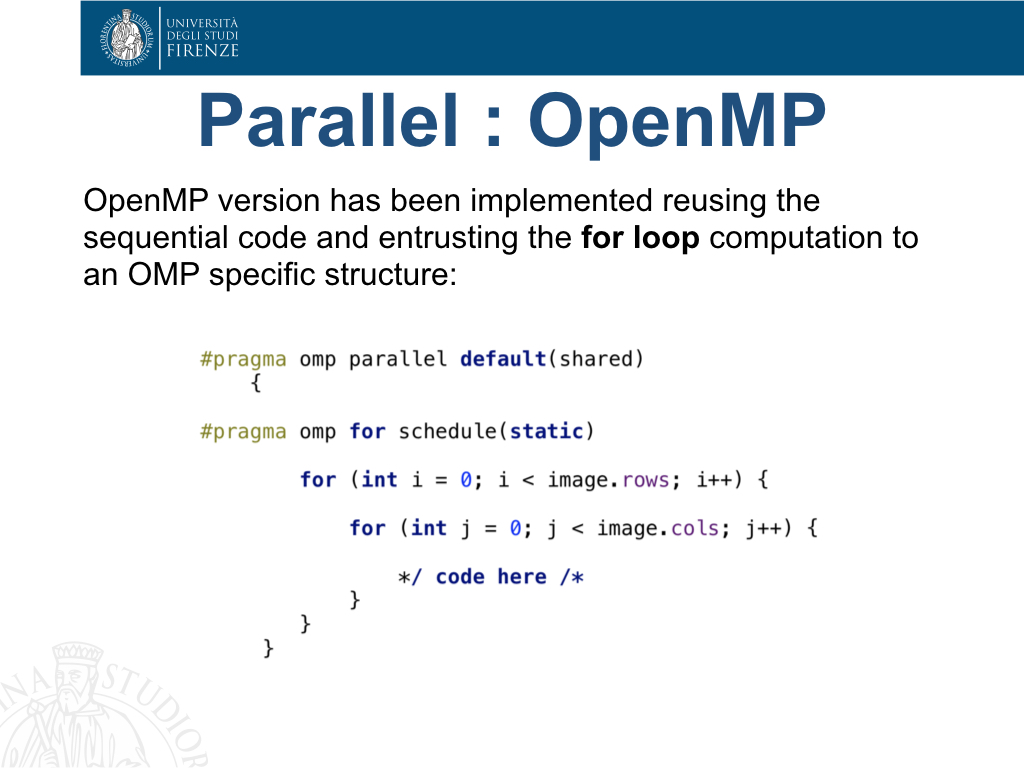 UNIVERSITÀ
DEGLI STUDI
FIRENZE
Parallel : OpenMP
OpenMP version has been implemented reusing the
sequential code and entrusting the for loop computation to
an OMP specific structure:
#pragma omp parallel default(shared)
{
#pragma omp for schedule(static)
for (int i = 0; i < image.rows; i++) {
for (int j = 0; j < image.cols; j++) {
*/ code here /*
}
}
}